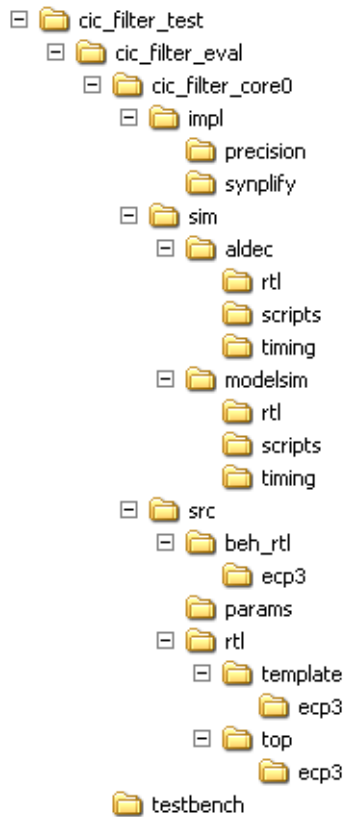 cic_filter_test
cic_filter_eval
cic_filter_core0
impl
precision
synplify
sim
aldec
rtl
scripts
timing
modelsim
rtl
scripts
timing
src
beh_rtl
ecp3
params
rtl
template
ecp3
top
ecp3
testbench